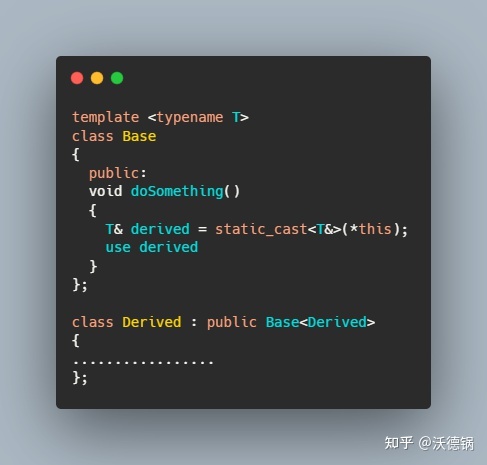 template <typename T>
class Base
{
  public:
  void doSomething()
  {
    T& derived = static_cast<T&>(*this);
    use derived
  }
};

class Derived : public Base<Derived>
{
.................
};
知乎 @沃德锅